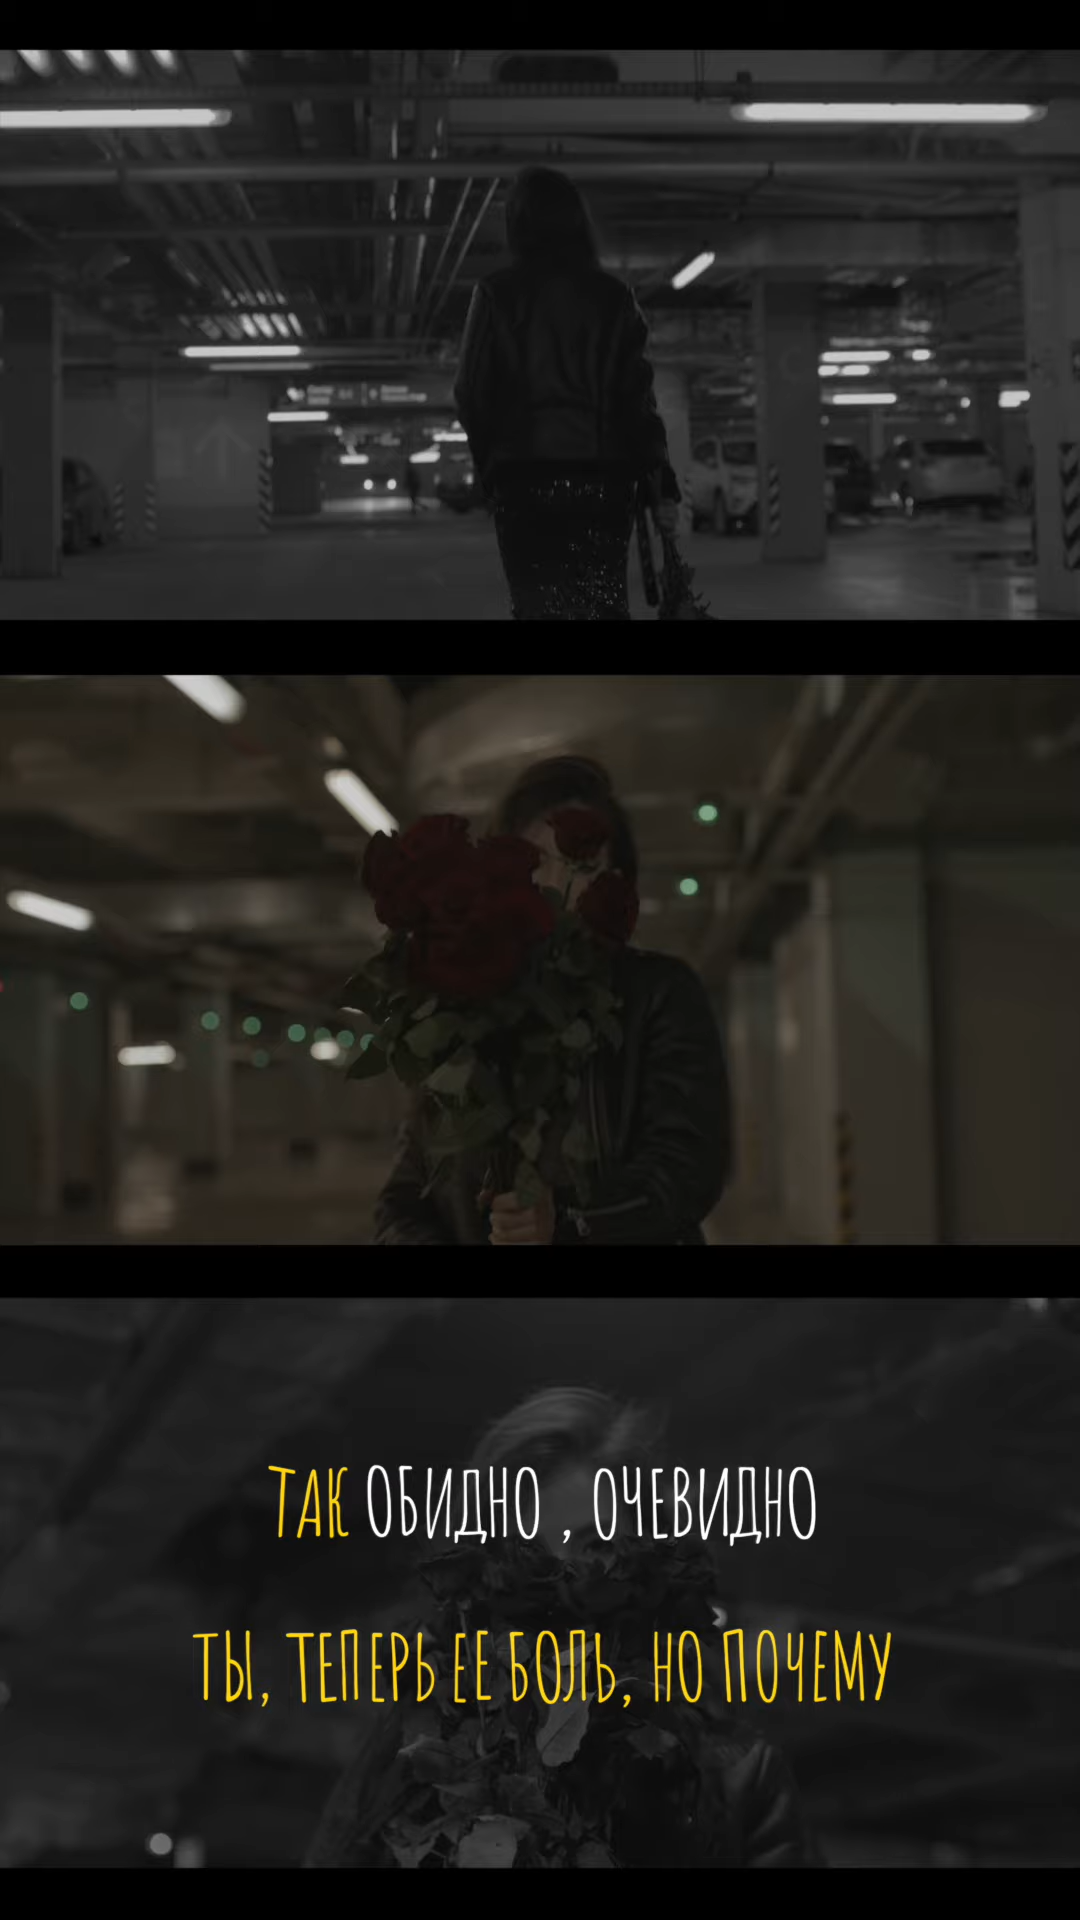 ТАК ОБИДНО , ОЧЕВИДНО
ТЫ, ТЕПЕРЬ ЕЕ БОЛЬ, НО ПОЧЕМУ